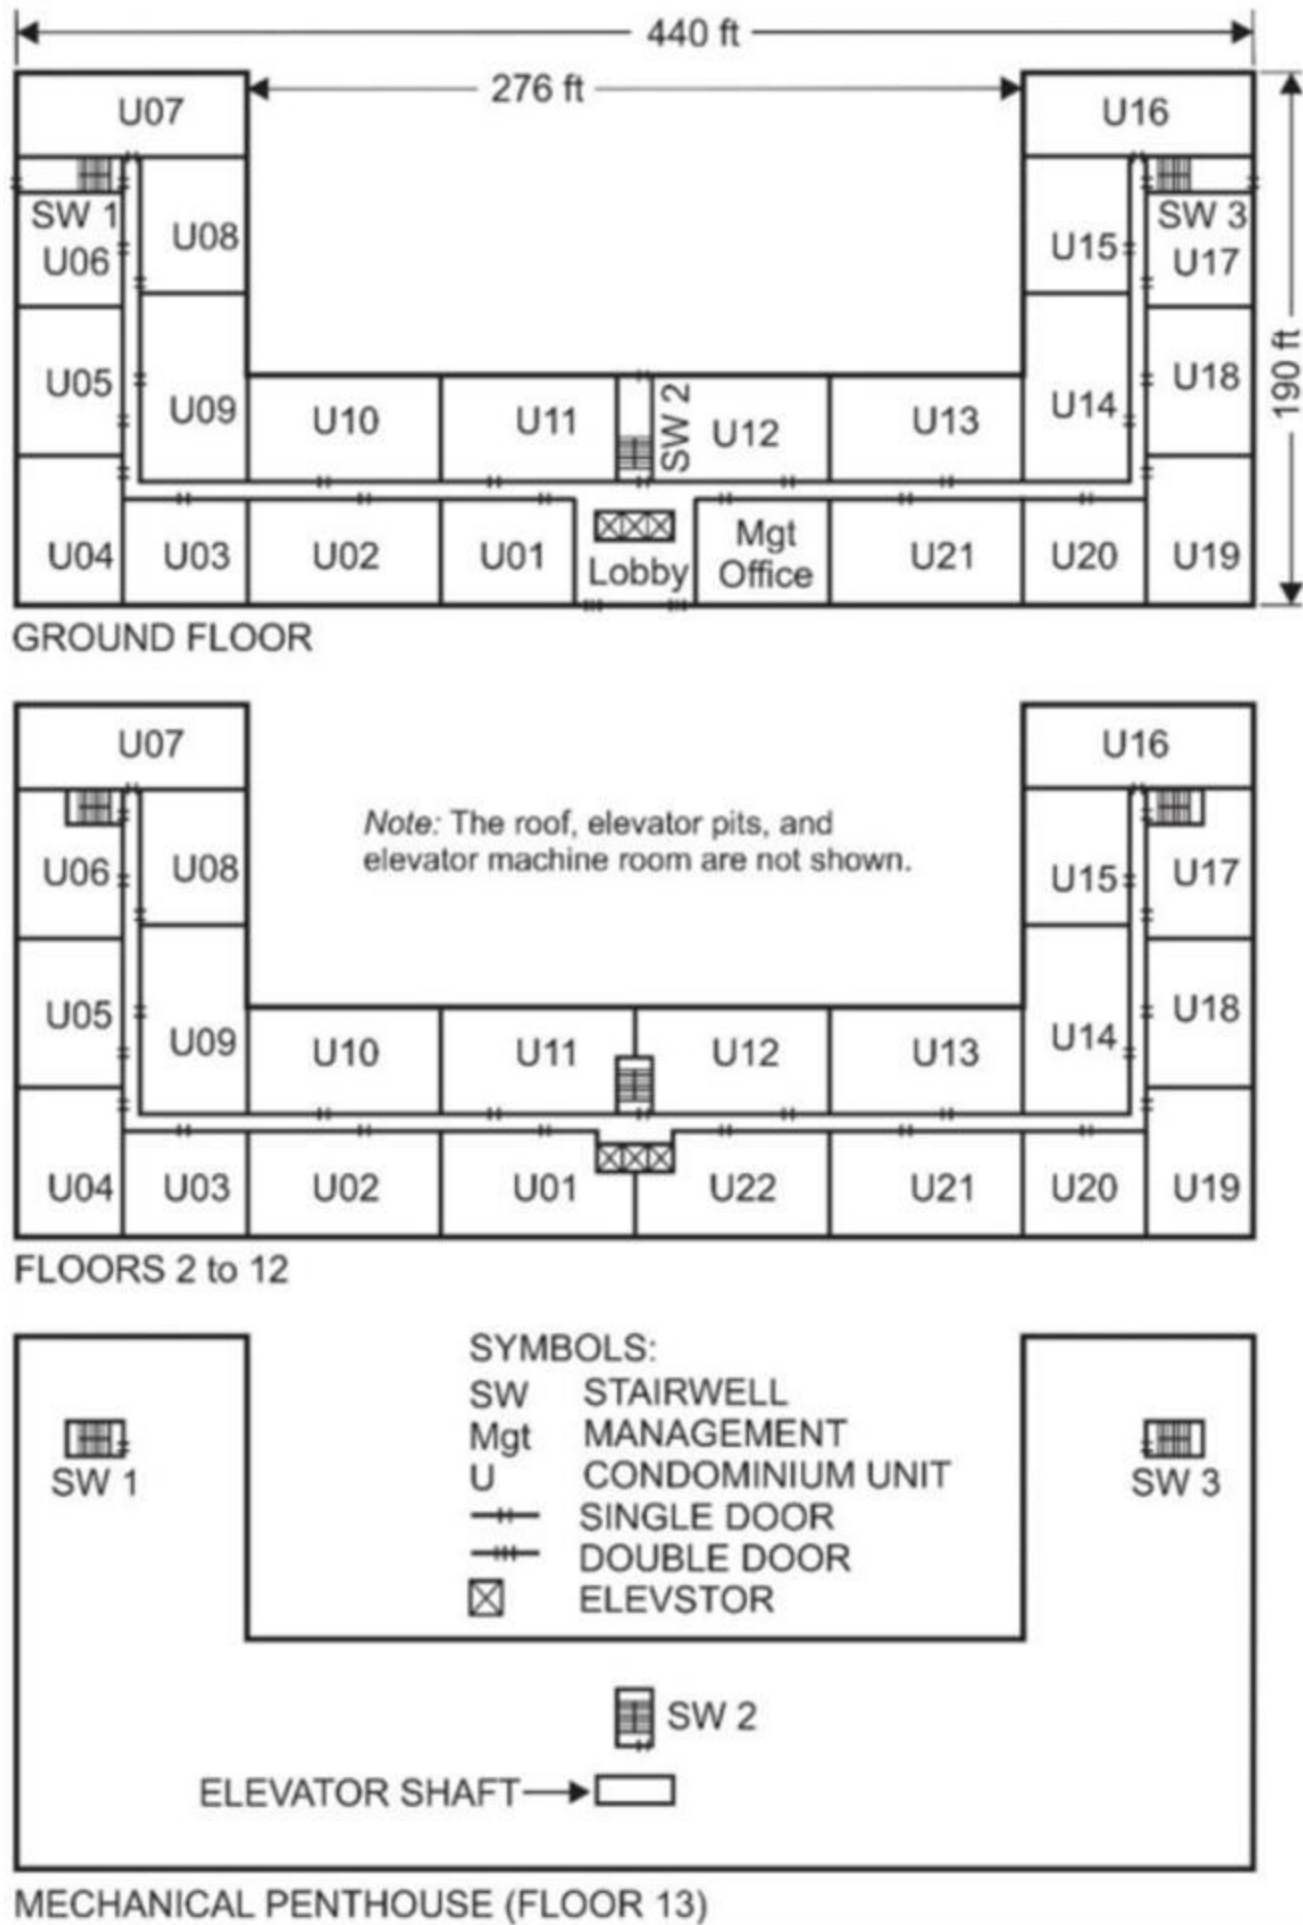 440 ft
276 ft
U07
U16
SW 1
U08
U15
SW 3
U06
U17
190 ft
U05
U09
U10
U11
SW 2
U12
U13
U14
U18
U04
U03
U02
U01
Lobby
Mgt
Office
U21
U20
U19
GROUND FLOOR
U07
U16
Note: The roof, elevator pits, and
elevator machine room are not shown.
U06
U08
U15
U17
U05
U09
U10
U11
U12
U13
U14
U18
U04
U03
U02
U01
U22
U21
U20
U19
FLOORS 2 to 12
SYMBOLS:
SW STAIRWELL
Mgt MANAGEMENT
U CONDOMINIUM UNIT
SINGLE DOOR
DOUBLE DOOR
ELEVSTOR
SW 1
SW 3
SW 2
ELEVATOR SHAFT
MECHANICAL PENTHOUSE (FLOOR 13)